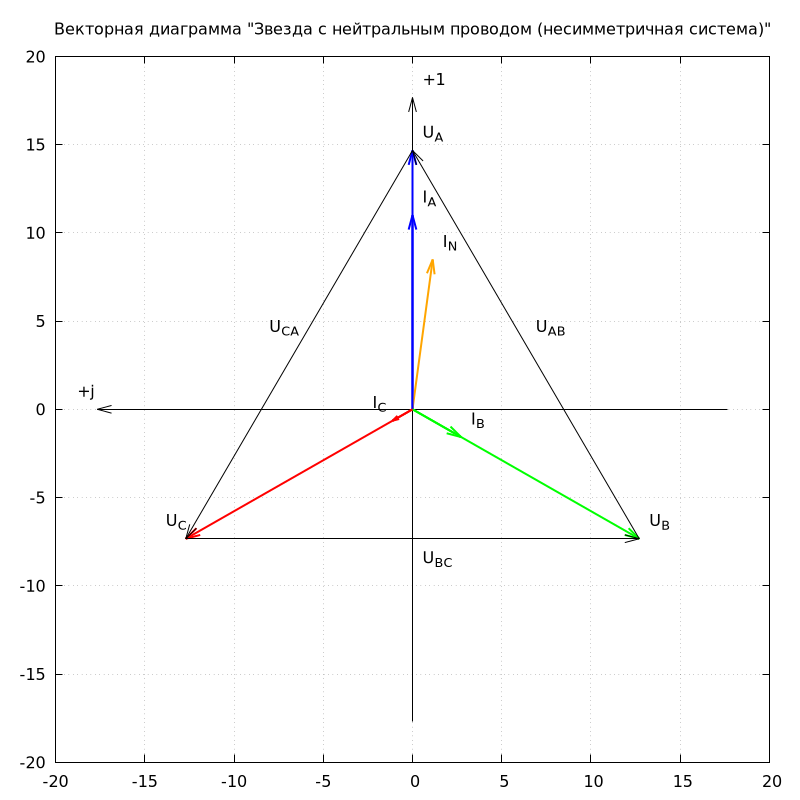 Векторная диаграмма "Звезда с нейтральным проводом (несимметричная система)"
20
+1
U_A
15
I_A
10
I_N
5
U_CA
U_AB
+j
0
I_C
I_B
-5
U_C
U_B
U_BC
-10
-15
-20
-20 -15 -10 -5 0 5 10 15 20